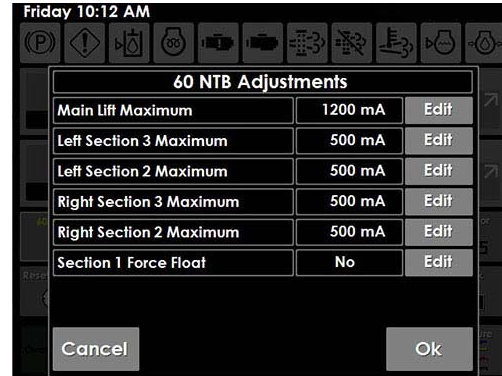 Friday 10:12 AM
60 NTB Adjustments
Main Lift Maximum 1200 mA Edit
Left Section 3 Maximum 500 mA Edit
Left Section 2 Maximum 500 mA Edit
Right Section 3 Maximum 500 mA Edit
Right Section 2 Maximum 500 mA Edit
Section 1 Force Float No Edit
Cancel Ok